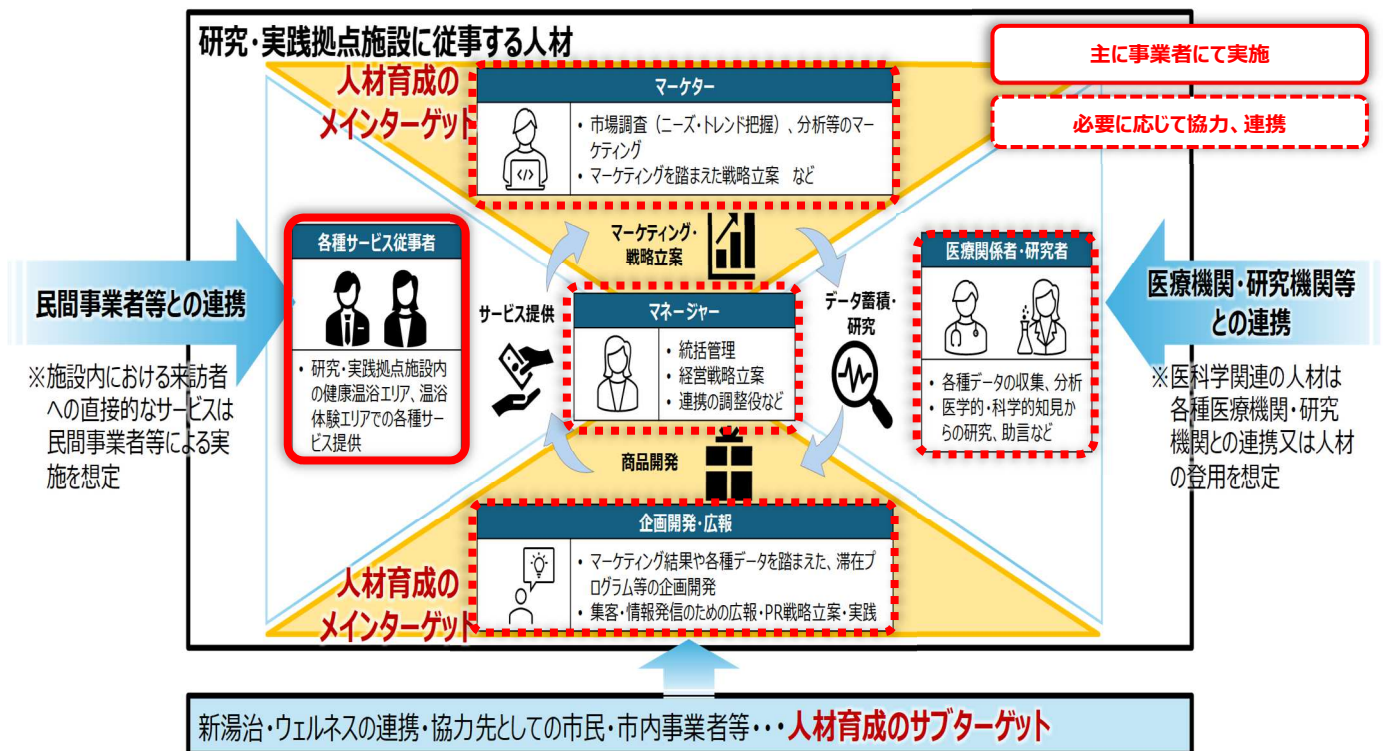 研究・実践拠点施設に従事する人材
主に事業者にて実施
必要に応じて協力、連携
人材育成の
メインターゲット
マーケター
</>
• 市場調査（ニーズ・トレンド把握）、分析等のマー
ケティング
• マーケティングを踏まえた戦略立案　など
民間事業者等との連携
※施設内における来訪者
への直接的なサービスは
民間事業者等による実
施を想定
各種サービス従事者
• 研究・実践拠点施設内
の健康温浴エリア、温浴
体験エリアでの各種サー
ビス提供
マーケティング・
戦略立案
サービス提供
マネージャー
• 統括管理
• 経営戦略立案
• 連携の調整役など
データ蓄積・
研究
商品開発
医療関係者・研究者
• 各種データの収集、分析
• 医学的・科学的知見か
らの研究、助言など
医療機関・研究機関等
との連携
※医科学関連の人材は
各種医療機関・研究
機関との連携又は人材
の登用を想定
人材育成の
メインターゲット
企画開発・広報
• マーケティング結果や各種データを踏まえた、滞在プ
ログラム等の企画開発
• 集客・情報発信のための広報・PR戦略立案・実践
新湯治・ウェルネスの連携・協力先としての市民・市内事業者等・・・人材育成のサブターゲット